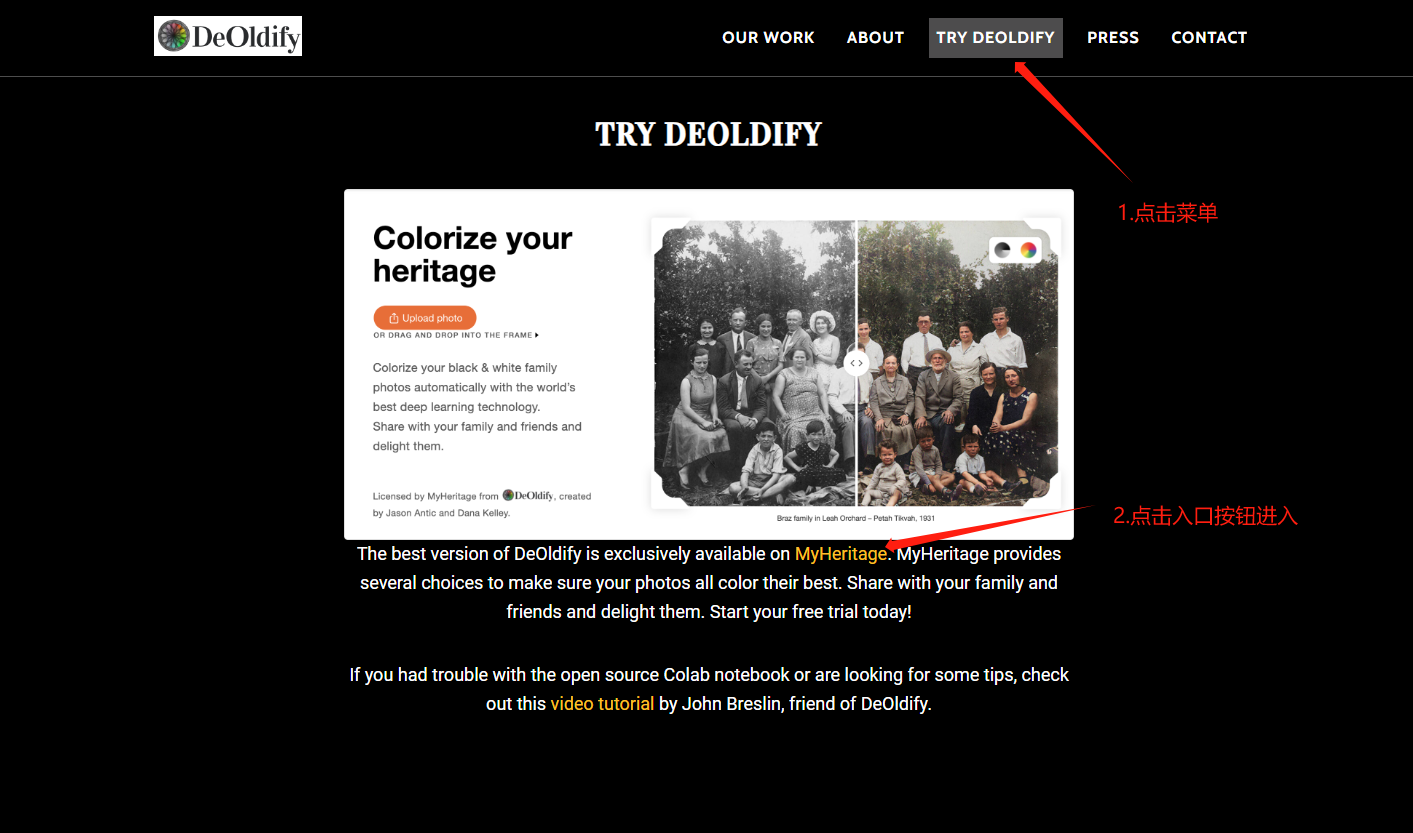 DeOldify
OUR WORK
ABOUT
TRY DEOLDIFY
PRESS
CONTACT
TRY DEOLDIFY
1.点击菜单
Colorize your
heritage
Upload photo
OR DRAG AND DROP INTO THE FRAME
Colorize your black & white family
photos automatically with the world's
best deep learning technology.
Share with your family and friends and
delight them.
Licensed by MyHeritage from DeOldify, created
by Jason Antic and Dana Kelley.
Braz family in Leah Orchard – Petah Tikvah, 1931
2.点击入口按钮进入
The best version of DeOldify is exclusively available on MyHeritage. MyHeritage provides
several choices to make sure your photos all color their best. Share with your family and
friends and delight them. Start your free trial today!
If you had trouble with the open source Colab notebook or are looking for some tips, check
out this video tutorial by John Breslin, friend of DeOldify.